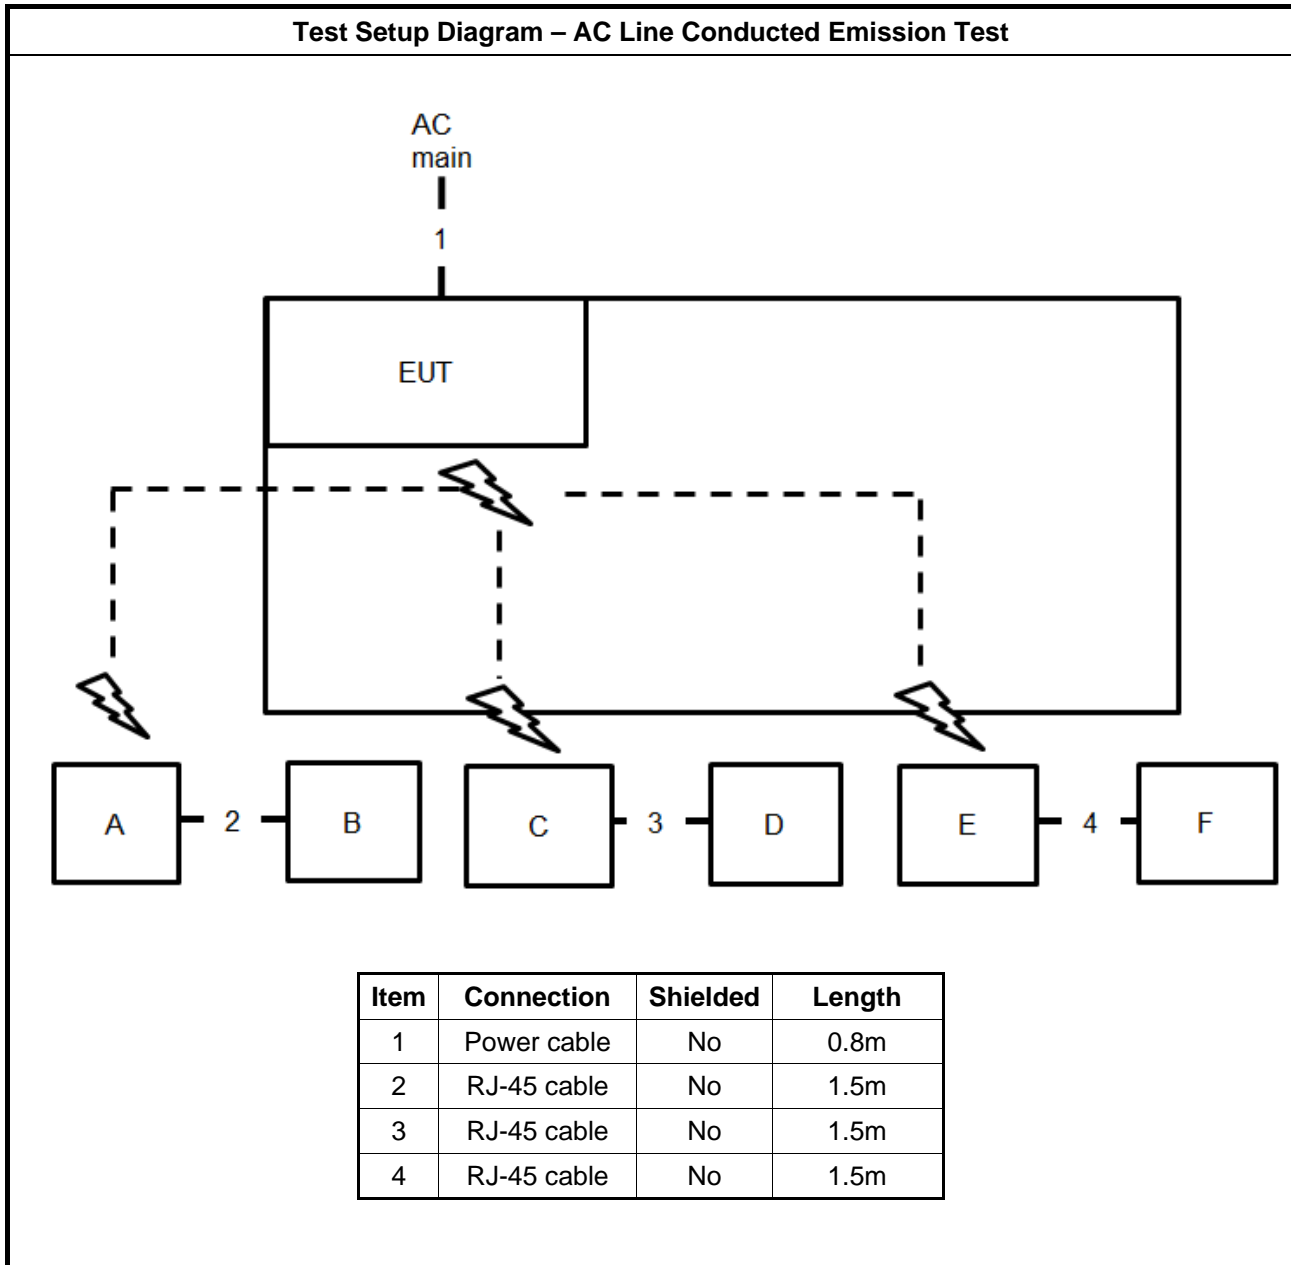 Test Setup Diagram – AC Line Conducted Emission Test
AC
main
1
EUT
A 2 B C 3 D E 4 F
Item Connection Shielded Length
1 Power cable No 0.8m
2 RJ-45 cable No 1.5m
3 RJ-45 cable No 1.5m
4 RJ-45 cable No 1.5m